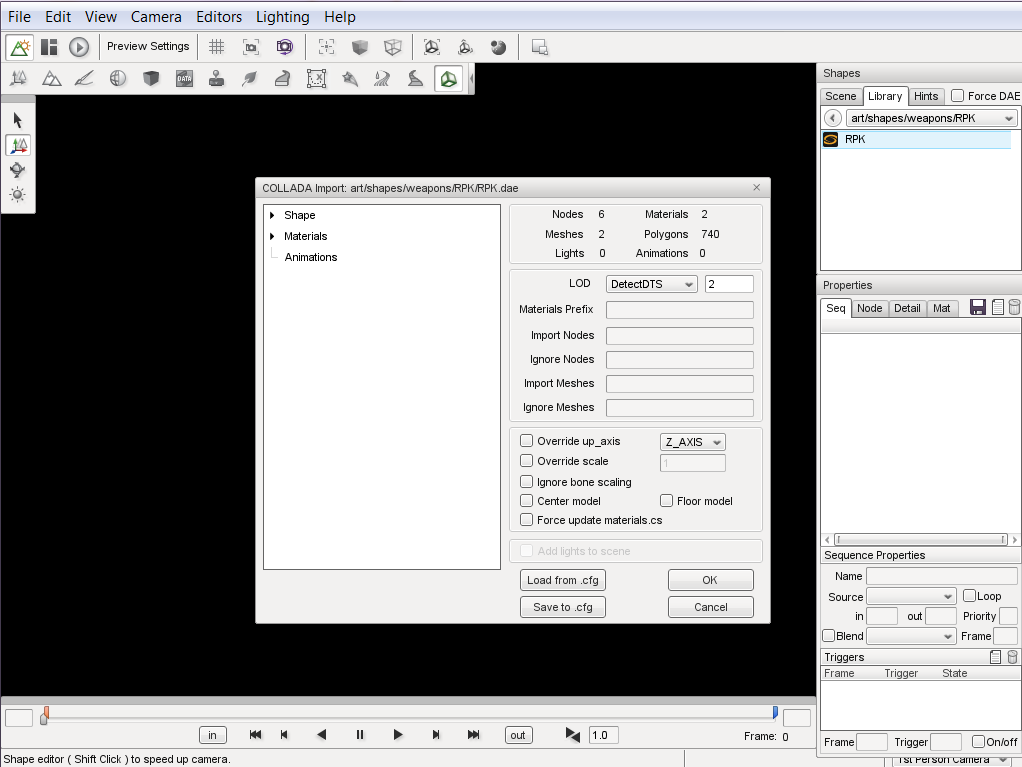 File Edit View Camera Editors Lighting Help
Preview Settings
DATA
Shapes
Scene Library Hints Force DAE
art/shapes/weapons/RPK
RPK
COLLADA Import: art/shapes/weapons/RPK/RPK.dae
Shape
Materials
Animations
Nodes 6 Materials 2
Meshes 2 Polygons 740
Lights 0 Animations 0
LOD DetectDTS 2
Materials Prefix
Import Nodes
Ignore Nodes
Import Meshes
Ignore Meshes
Override up_axis Z_AXIS
Override scale 1
Ignore bone scaling
Center model Floor model
Force update materials.cs
Add lights to scene
Load from .cfg OK
Save to .cfg Cancel
Properties
Seq Node Detail Mat
Sequence Properties
Name
Source Loop
in out Priority
Blend Frame
Triggers
Frame Trigger State
Frame Trigger On/off
in out 1.0 Frame: 0
Shape editor ( Shift Click ) to speed up camera.
1st Person Camera